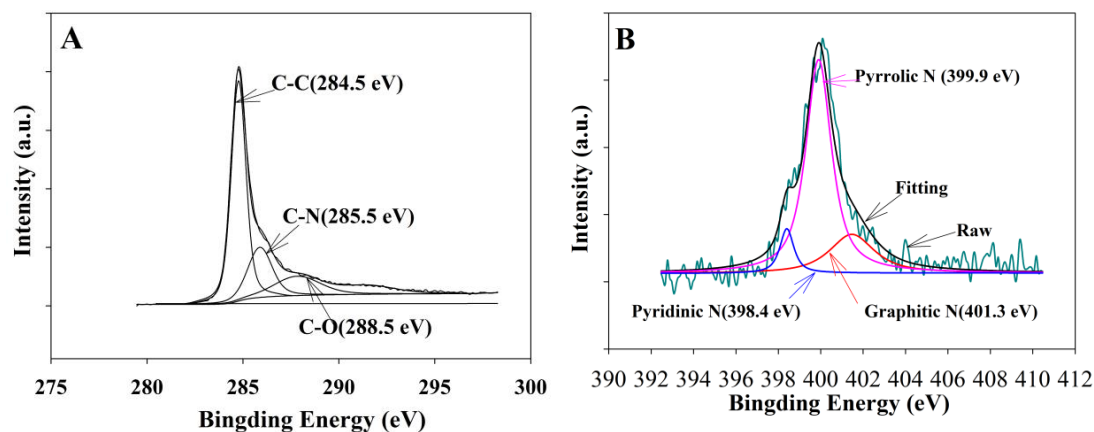 A
C-C(284.5 eV)
C-N(285.5 eV)
C-O(288.5 eV)
Intensity (a.u.)
275 280 285 290 295 300
Bingding Energy (eV)
B
Pyrrolic N (399.9 eV)
Fitting
Raw
Pyridinic N(398.4 eV)
Graphitic N(401.3 eV)
Intensity (a.u.)
390 392 394 396 398 400 402 404 406 408 410 412
Bingding Energy (eV)